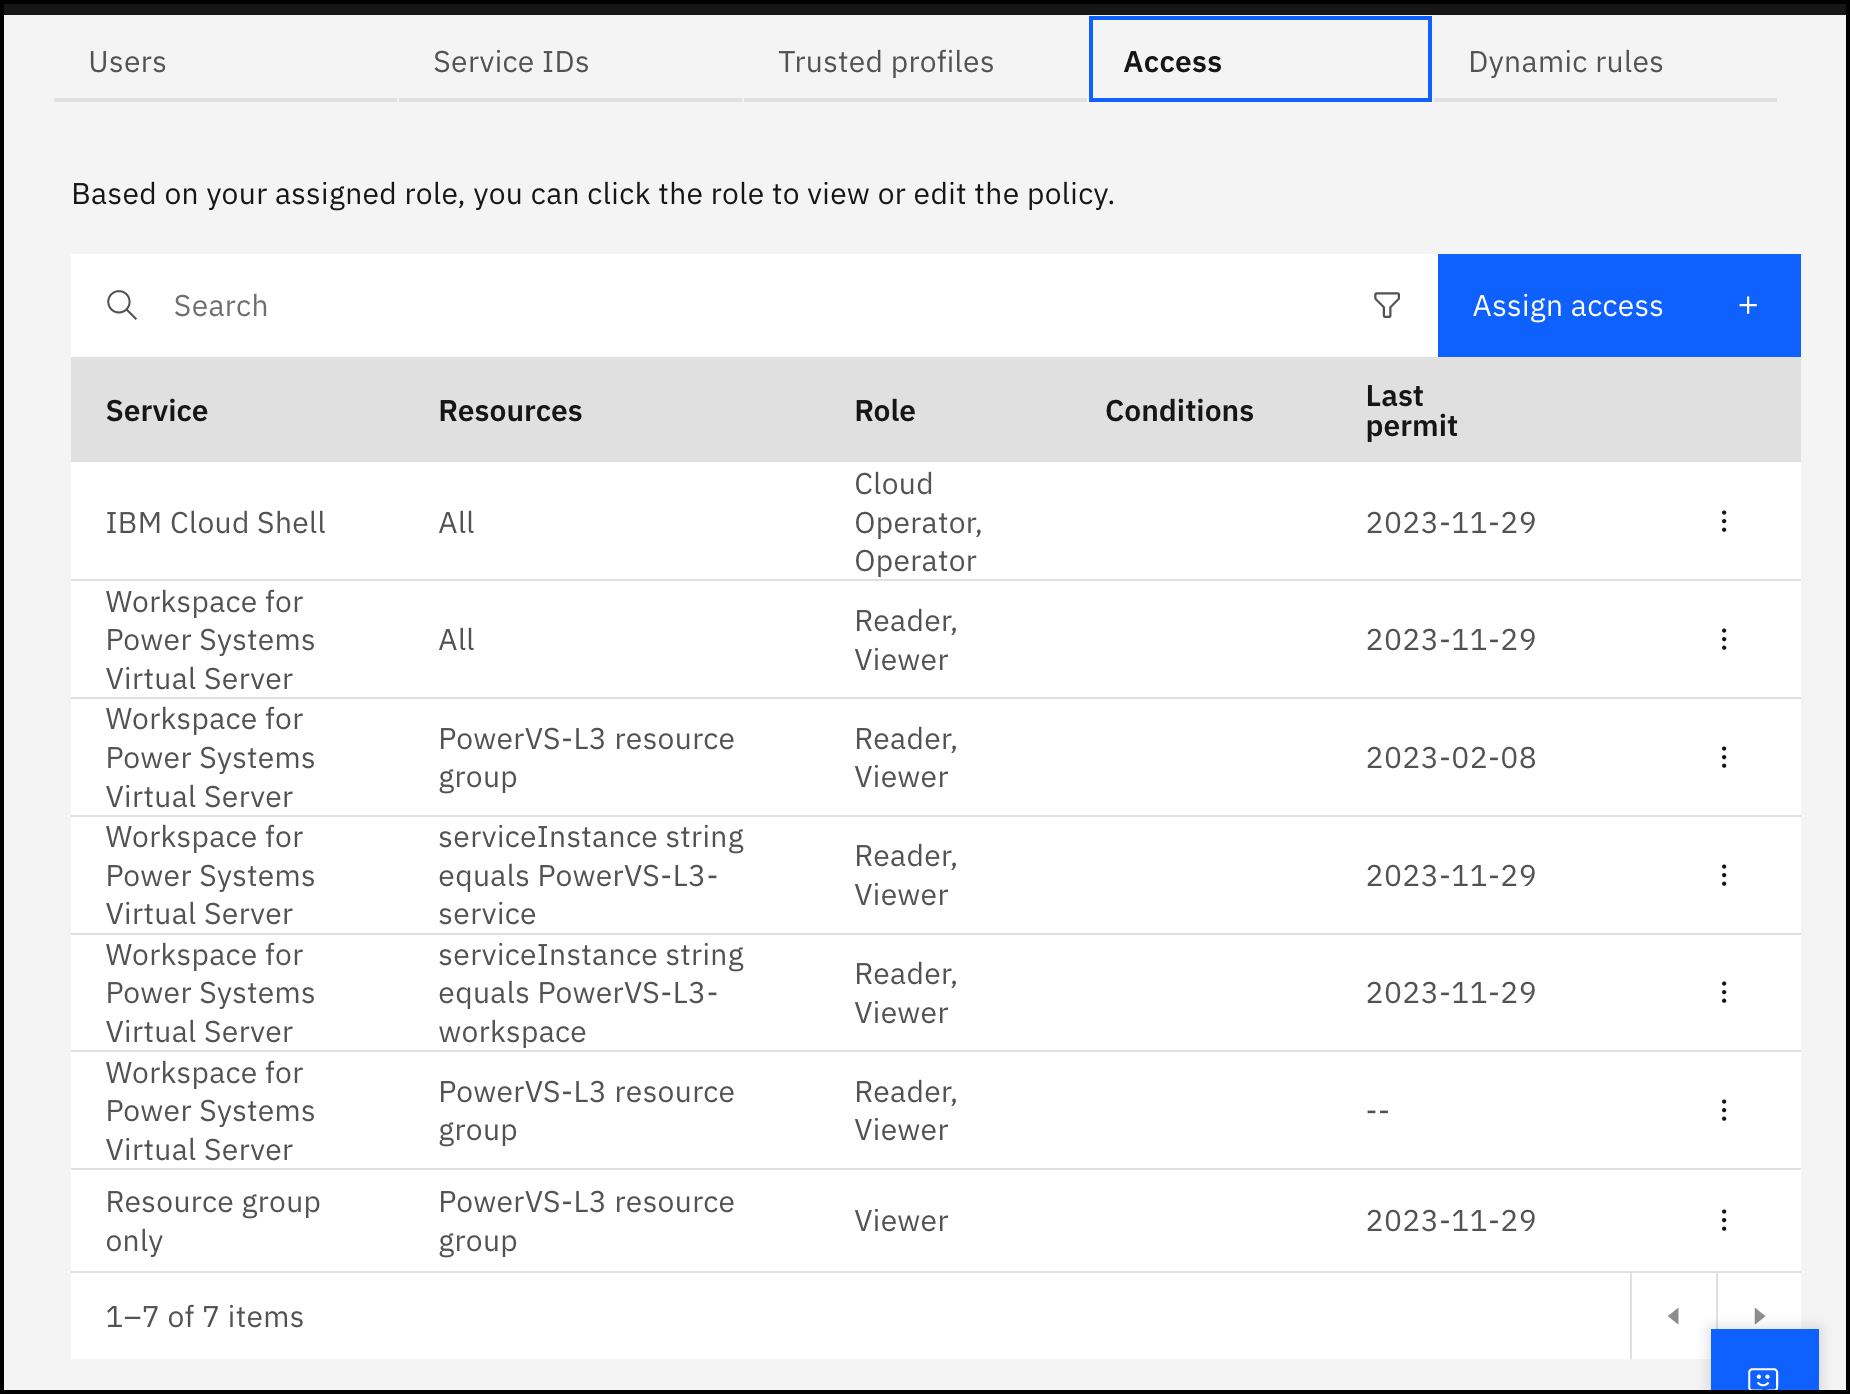 Users
Service IDs
Trusted profiles
Access
Dynamic rules
Based on your assigned role, you can click the role to view or edit the policy.
Search
Assign access +
Service
Resources
Role
Conditions
Last
permit
IBM Cloud Shell
All
Cloud
Operator,
Operator
2023-11-29
Workspace for
Power Systems
Virtual Server
All
Reader,
Viewer
2023-11-29
Workspace for
Power Systems
Virtual Server
PowerVS-L3 resource
group
Reader,
Viewer
2023-02-08
Workspace for
Power Systems
Virtual Server
serviceInstance string
equals PowerVS-L3-
service
Reader,
Viewer
2023-11-29
Workspace for
Power Systems
Virtual Server
serviceInstance string
equals PowerVS-L3-
workspace
Reader,
Viewer
2023-11-29
Workspace for
Power Systems
Virtual Server
PowerVS-L3 resource
group
Reader,
Viewer
--
Resource group
only
PowerVS-L3 resource
group
Viewer
2023-11-29
1–7 of 7 items